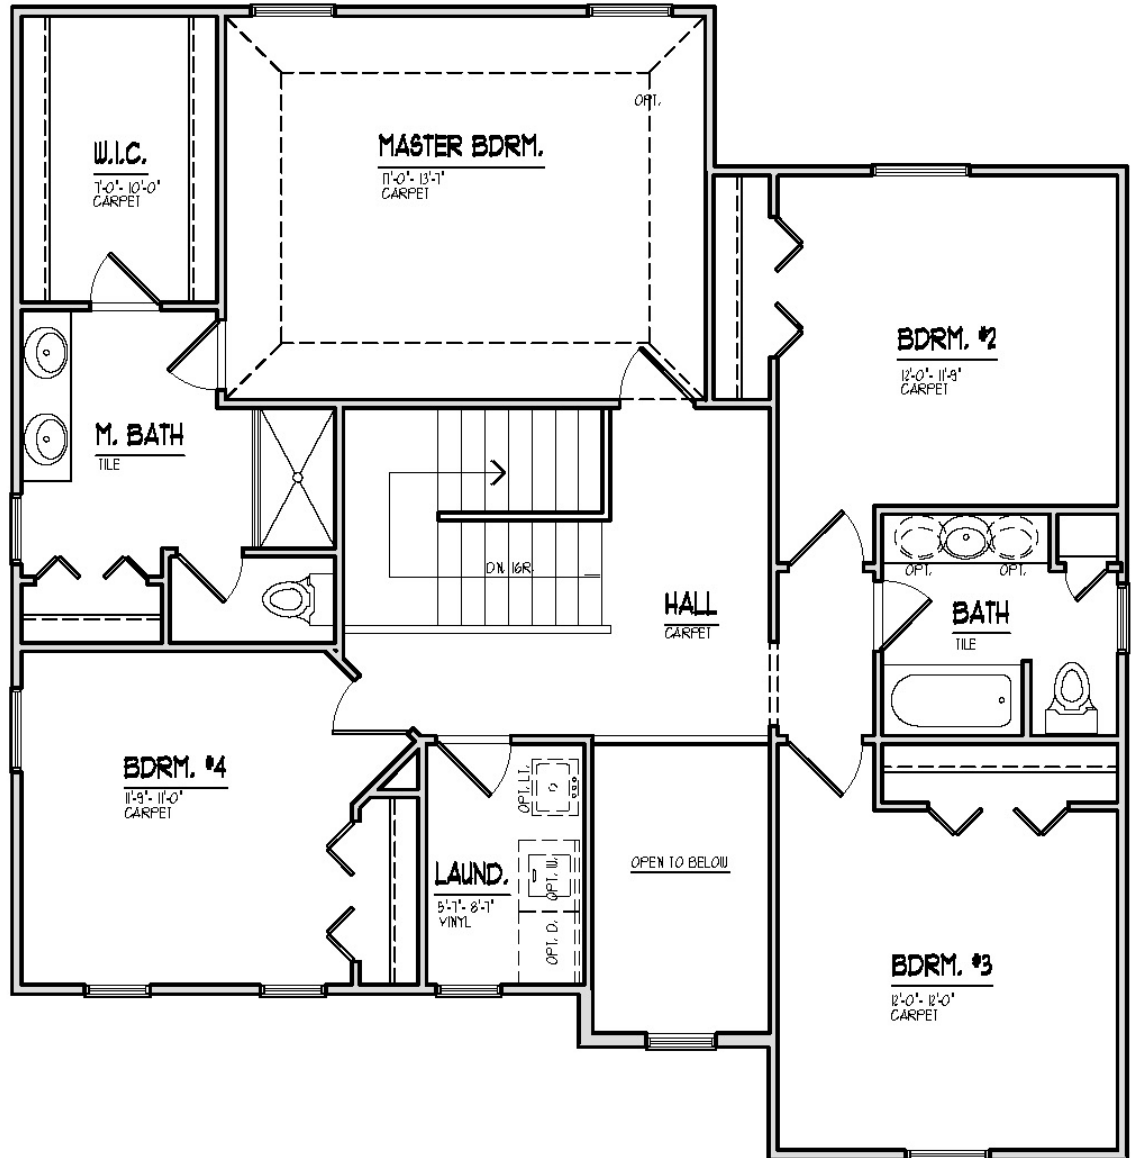 W.I.C.
7'-0"- 10'-0"
CARPET
MASTER BDRM.
17'-0"- 13'-7"
CARPET
OPT.
BDRM. #2
12'-0"- 11'-9"
CARPET
M. BATH
TILE
DN. 16R.
HALL
CARPET
OPT.
OPT.
BATH
TILE
BDRM. #4
11'-9"- 11'-0"
CARPET
OPT. LT.
LAUND.
5'-7"- 8'-7"
VINYL
OPT. W.
OPT. D.
OPEN TO BELOW
BDRM. #3
12'-0"- 12'-0"
CARPET